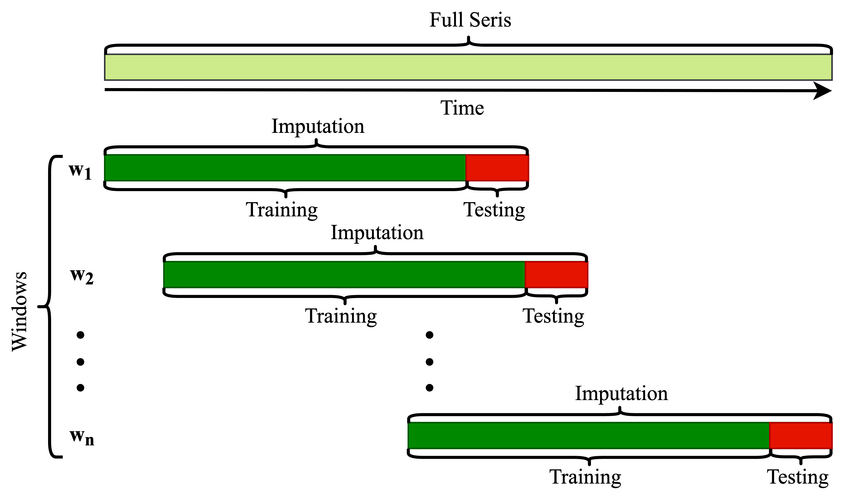 Full Seris
Time
Imputation
w1
Training
Testing
Imputation
w2
Training
Testing
Windows
Imputation
wn
Training
Testing